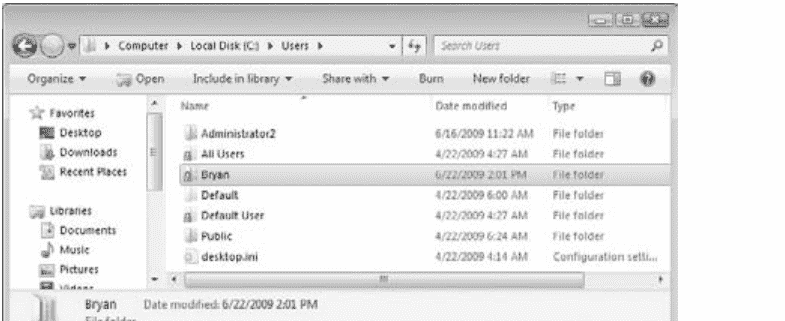 Computer ▸ Local Disk (C:) ▸ Users ▸ Search Users
Organize ▾ Open Include in library ▾ Share with ▾ Burn New folder
Favorites
Desktop
Downloads
Recent Places
Libraries
Documents
Music
Pictures
Videos
Name Date modified Type
Administrator2 6/16/2009 11:22 AM File folder
All Users 4/22/2009 4:27 AM File folder
Bryan 6/22/2009 2:01 PM File folder
Default 4/22/2009 6:00 AM File folder
Default User 4/22/2009 4:27 AM File folder
Public 4/22/2009 6:24 AM File folder
desktop.ini 4/22/2009 4:14 AM Configuration setti...
Bryan Date modified: 6/22/2009 2:01 PM
File folder